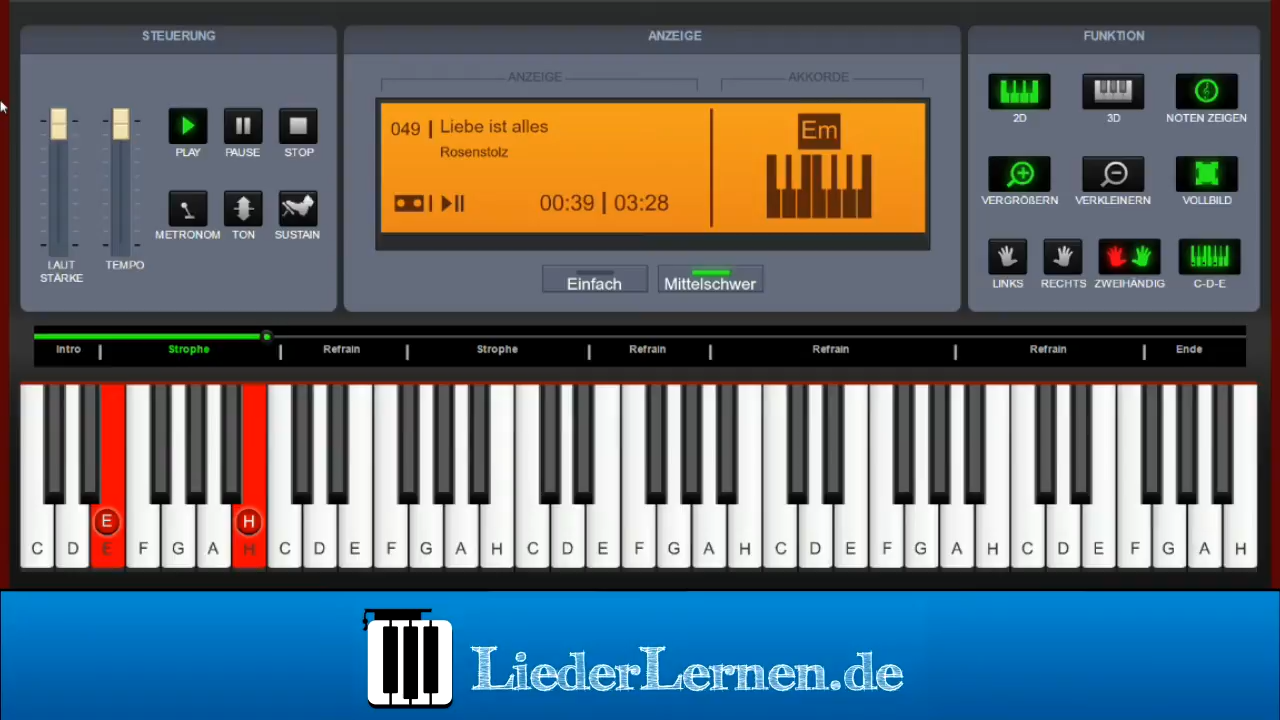 STEUERUNG
ANZEIGE
FUNKTION
ANZEIGE
AKKORDE
049 | Liebe ist alles
Rosenstolz
Em
00:39 | 03:28
PLAY PAUSE STOP
METRONOM TON SUSTAIN
LAUT
STÄRKE
TEMPO
Einfach Mittelschwer
2D 3D NOTEN ZEIGEN
VERGRÖßERN VERKLEINERN VOLLBILD
LINKS RECHTS ZWEIHÄNDIG C-D-E
Intro | Strophe | Refrain | Strophe | Refrain | Refrain | Refrain | Ende
E H
C D E F G A H C D E F G A H C D E F G A H C D E F G A H C D E F G A H
LiederLernen.de